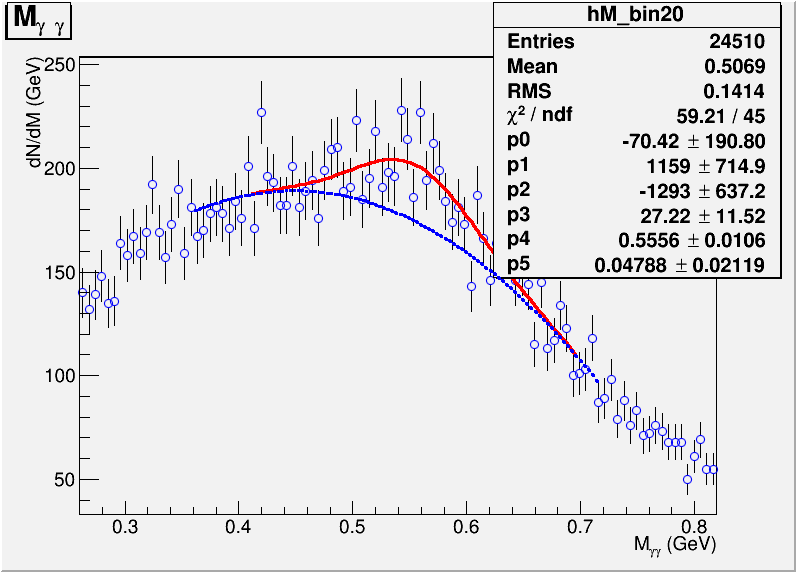 Mγ γ
hM_bin20
Entries 24510
Mean 0.5069
RMS 0.1414
χ² / ndf 59.21 / 45
p0 -70.42 ± 190.80
p1 1159 ± 714.9
p2 -1293 ± 637.2
p3 27.22 ± 11.52
p4 0.5556 ± 0.0106
p5 0.04788 ± 0.02119
dN/dM (GeV)
250
200
150
100
50
0.3 0.4 0.5 0.6 0.7 0.8
Mγγ (GeV)